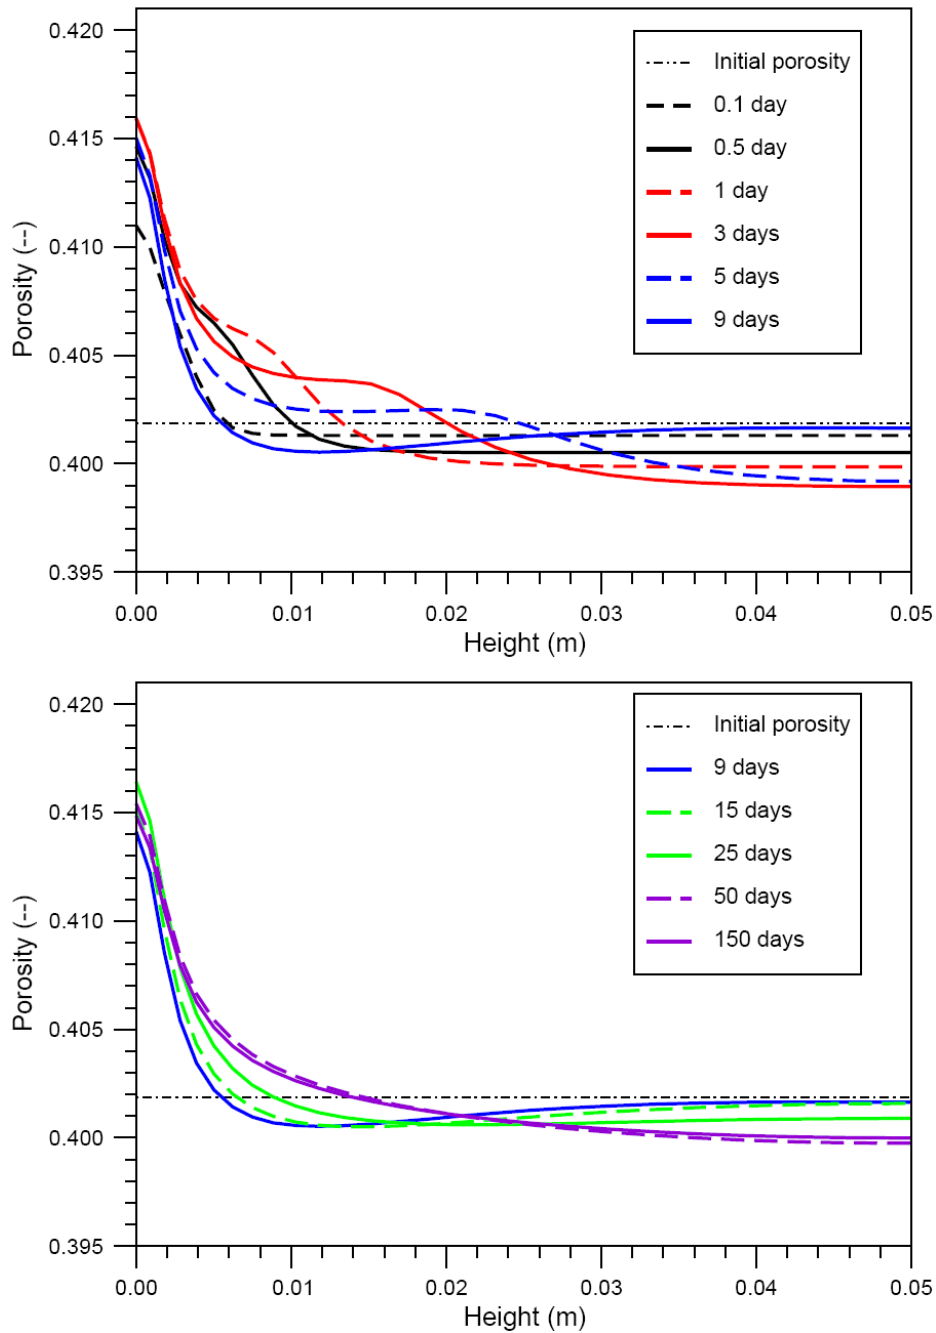 0.420
0.415
0.410
0.405
0.400
0.395
Porosity (--)
Initial porosity
0.1 day
0.5 day
1 day
3 days
5 days
9 days
0.00 0.01 0.02 0.03 0.04 0.05
Height (m)
0.420
0.415
0.410
0.405
0.400
0.395
Porosity (--)
Initial porosity
9 days
15 days
25 days
50 days
150 days
0.00 0.01 0.02 0.03 0.04 0.05
Height (m)